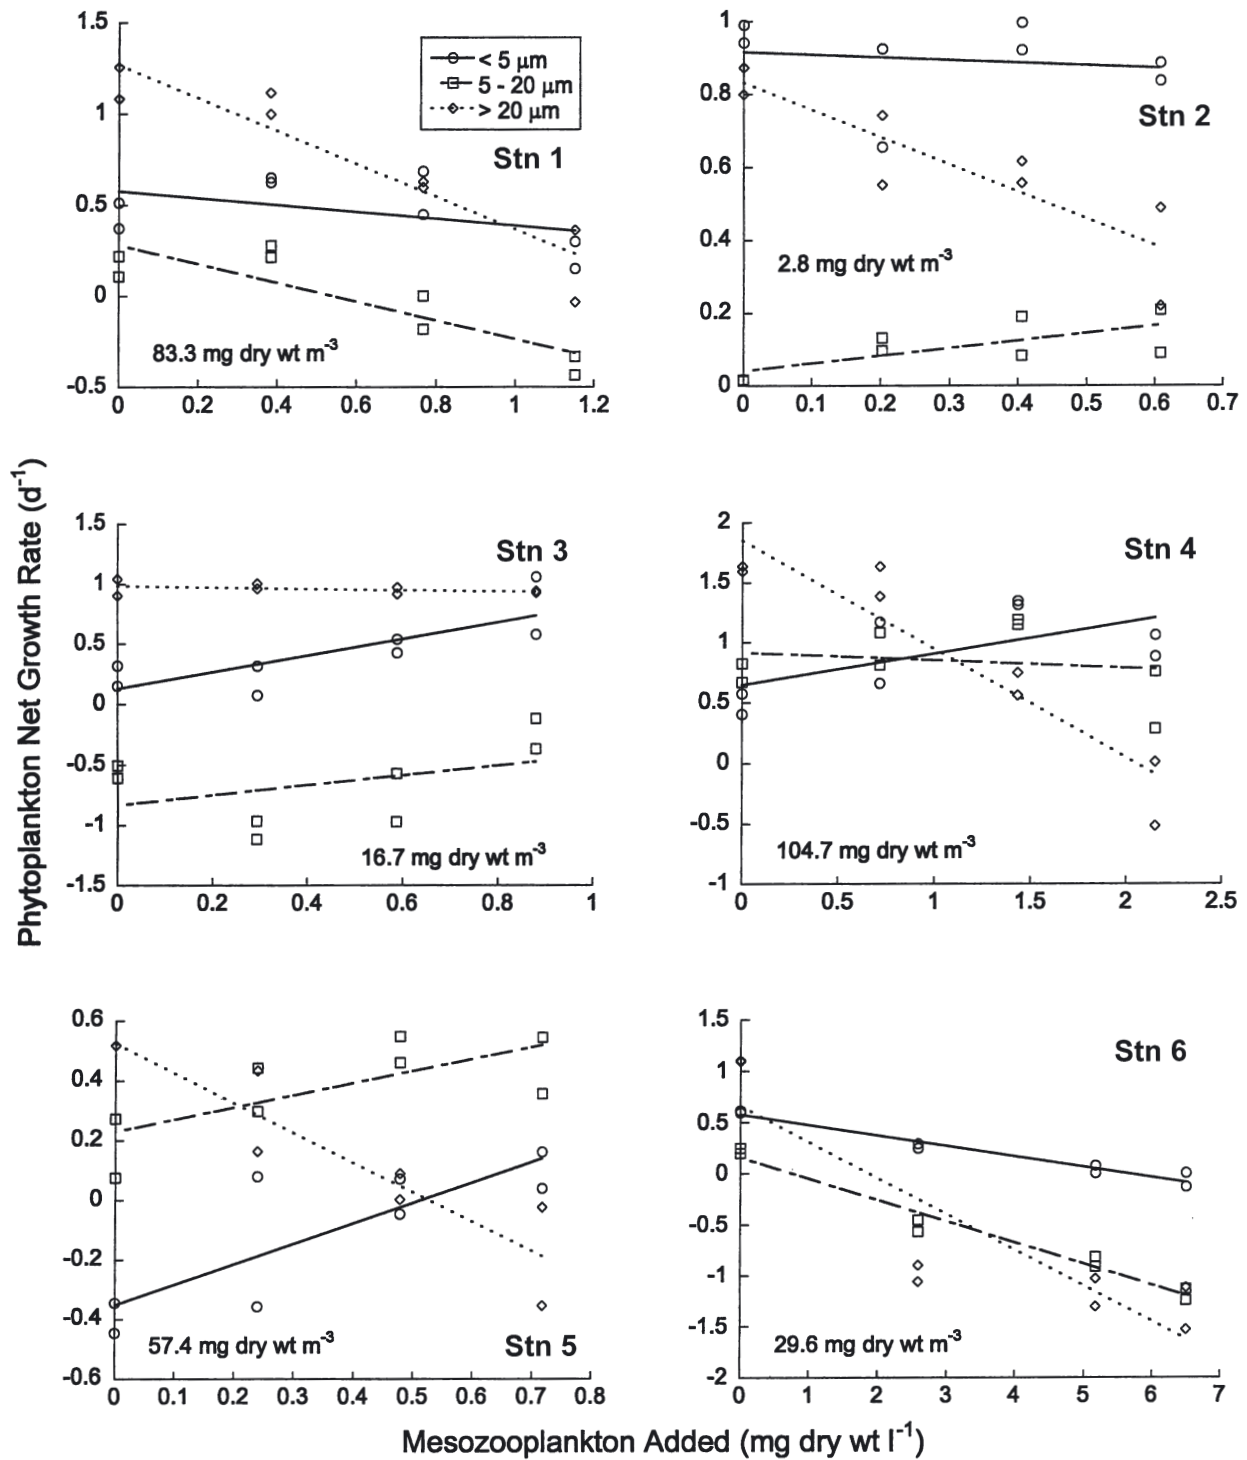 Phytoplankton Net Growth Rate (d⁻¹)
1.5
1
0.5
0
-0.5
0 0.2 0.4 0.6 0.8 1 1.2
< 5 µm
5 - 20 µm
> 20 µm
Stn 1
83.3 mg dry wt m⁻³
1
0.8
0.6
0.4
0.2
0
0 0.1 0.2 0.3 0.4 0.5 0.6 0.7
Stn 2
2.8 mg dry wt m⁻³
1.5
1
0.5
0
-0.5
-1
-1.5
0 0.2 0.4 0.6 0.8 1
Stn 3
16.7 mg dry wt m⁻³
2
1.5
1
0.5
0
-0.5
-1
0 0.5 1 1.5 2 2.5
Stn 4
104.7 mg dry wt m⁻³
0.6
0.4
0.2
0
-0.2
-0.4
-0.6
0 0.1 0.2 0.3 0.4 0.5 0.6 0.7 0.8
57.4 mg dry wt m⁻³
Stn 5
1.5
1
0.5
0
-0.5
-1
-1.5
-2
0 1 2 3 4 5 6 7
Stn 6
29.6 mg dry wt m⁻³
Mesozooplankton Added (mg dry wt l⁻¹)